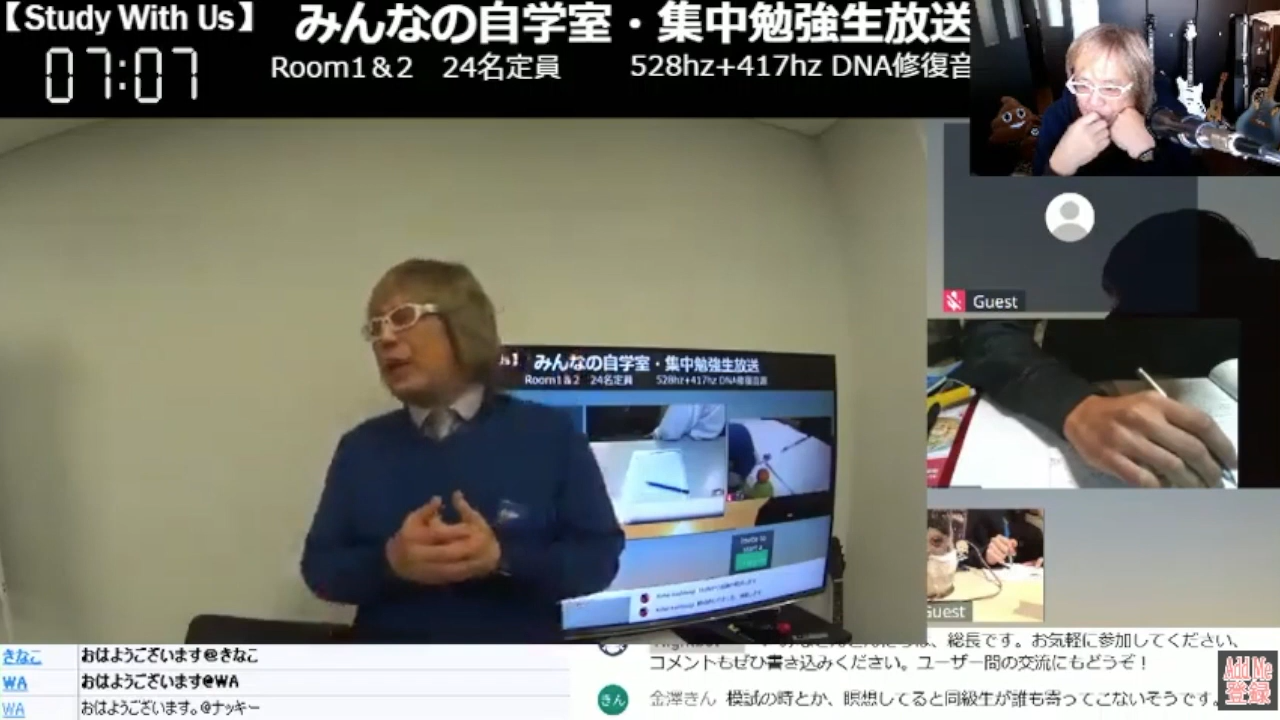 【Study With Us】 みんなの自学室・集中勉強生放送
07:07 Room1＆2 24名定員 528hz+417hz DNA修復音
Guest
みんなの自学室・集中勉強生放送
Room1＆2 24名定員 528hz+417hz DNA修復音源
Guest
きなこ おはようございます@きなこ
WA おはようございます@WA
WA おはようございます。@ナッキー
総長です。お気軽に参加してください、
コメントもぜひ書き込みください。ユーザー間の交流にもどうぞ！
きん 金澤きん 模試の時とか、瞑想してると同級生が誰も寄ってこないそうです。
Add Me
登録